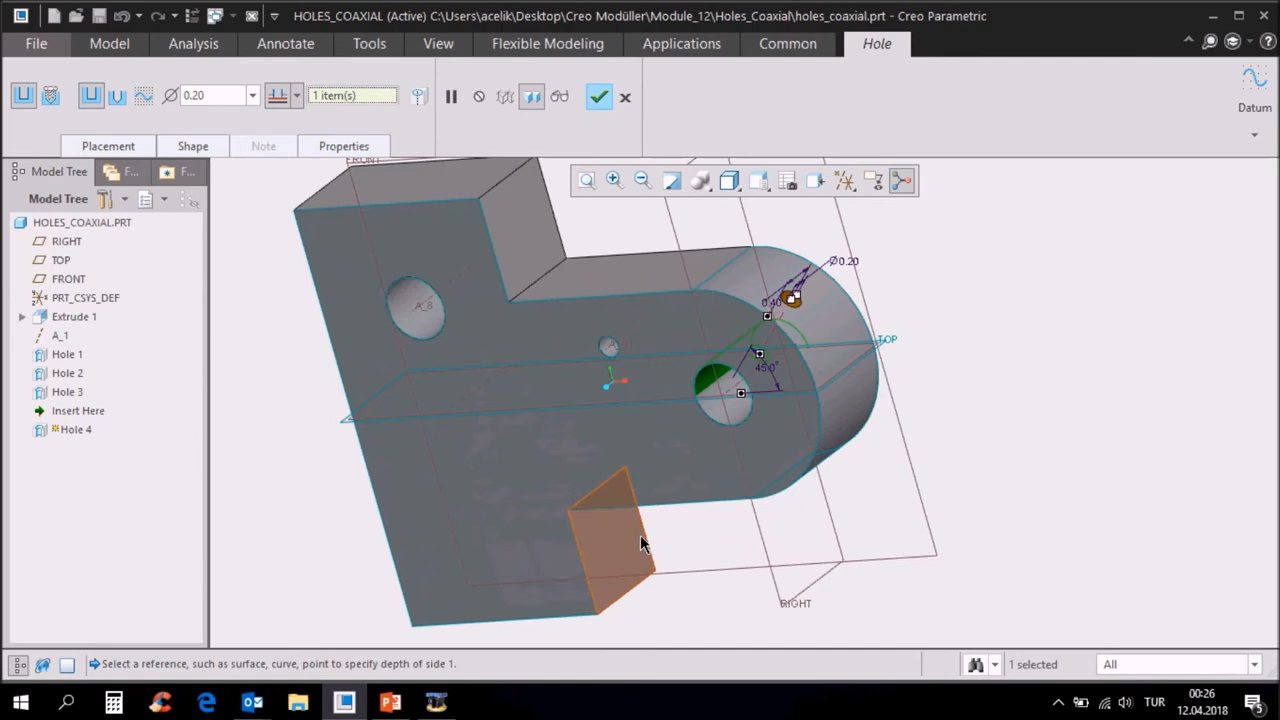 HOLES_COAXIAL (Active) C:\Users\acelik\Desktop\Creo Modüller\Module_12\Holes_Coaxial\holes_coaxial.prt - Creo Parametric
File Model Analysis Annotate Tools View Flexible Modeling Applications Common Hole
0.20 1 item(s)
Datum
Placement Shape Note Properties
Model Tree F... F...
Model Tree
HOLES_COAXIAL.PRT
RIGHT
TOP
FRONT
PRT_CSYS_DEF
Extrude 1
A_1
Hole 1
Hole 2
Hole 3
Insert Here
Hole 4
FRONT
Ø0.20
0.40
A_8
TOP
45.0°
RIGHT
Select a reference, such as surface, curve, point to specify depth of side 1.
1 selected
All
TUR
00:26
12.04.2018
5